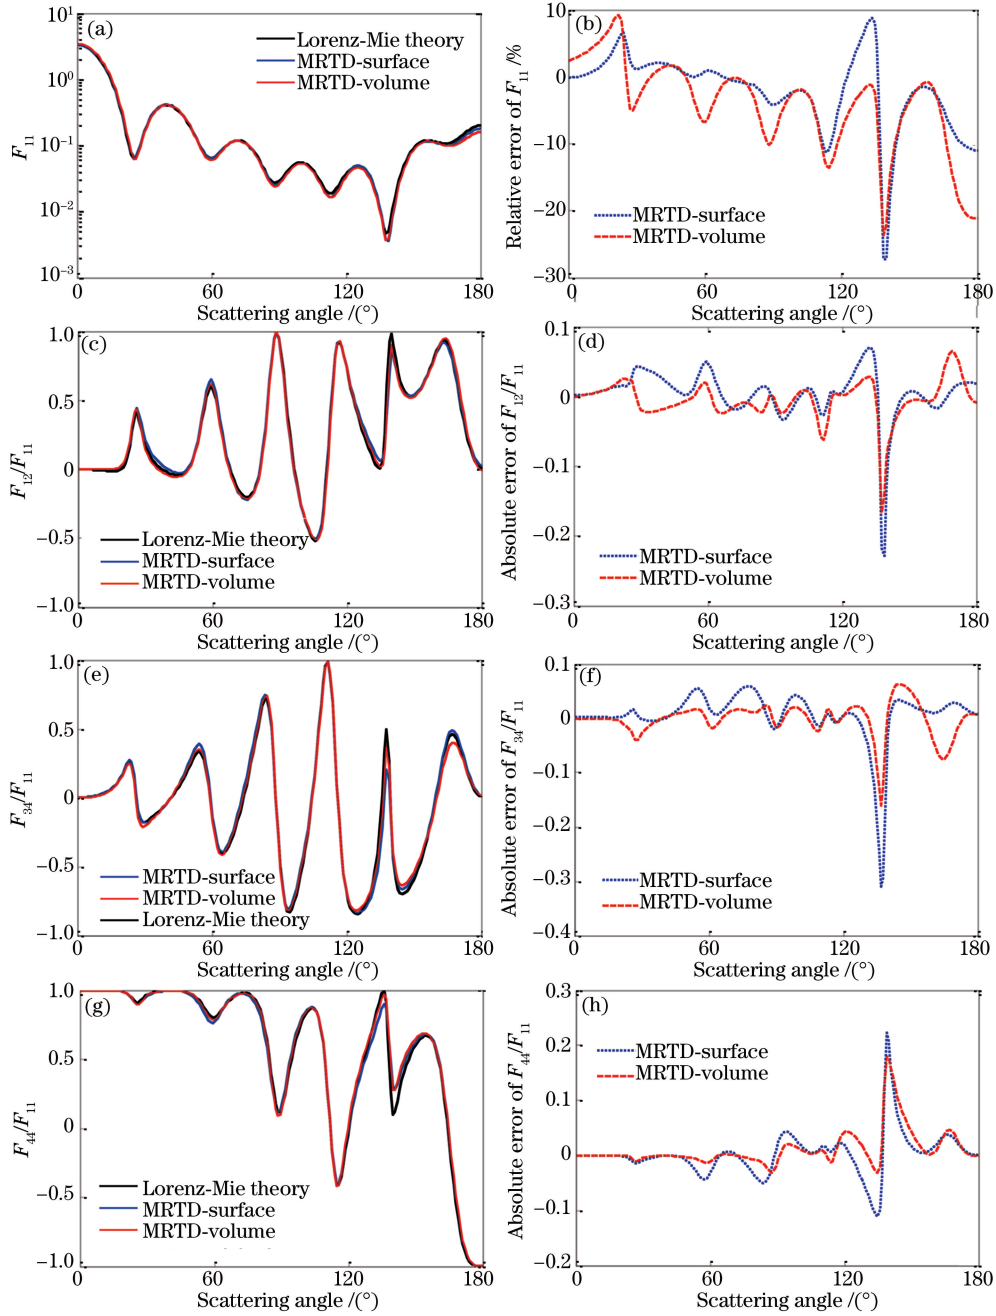 (a)
10¹
10⁰
10⁻¹
10⁻²
10⁻³
F₁₁
Lorenz-Mie theory
MRTD-surface
MRTD-volume
0 60 120 180
Scattering angle /(°)
(b)
10
0
−10
−20
−30
Relative error of F₁₁ /%
MRTD-surface
MRTD-volume
0 60 120 180
Scattering angle /(°)
(c)
1.0
0.5
0
−0.5
−1.0
F₁₂/F₁₁
Lorenz-Mie theory
MRTD-surface
MRTD-volume
0 60 120 180
Scattering angle /(°)
(d)
0.1
0
−0.1
−0.2
−0.3
Absolute error of F₁₂/F₁₁
MRTD-surface
MRTD-volume
0 60 120 180
Scattering angle /(°)
(e)
1.0
0.5
0
−0.5
−1.0
F₃₄/F₁₁
MRTD-surface
MRTD-volume
Lorenz-Mie theory
0 60 120 180
Scattering angle /(°)
(f)
0.1
0
−0.1
−0.2
−0.3
−0.4
Absolute error of F₃₄/F₁₁
MRTD-surface
MRTD-volume
0 60 120 180
Scattering angle /(°)
(g)
1.0
0.5
0
−0.5
−1.0
F₄₄/F₁₁
Lorenz-Mie theory
MRTD-surface
MRTD-volume
0 60 120 180
Scattering angle /(°)
(h)
0.3
0.2
0.1
0
−0.1
−0.2
Absolute error of F₄₄/F₁₁
MRTD-surface
MRTD-volume
0 60 120 180
Scattering angle /(°)